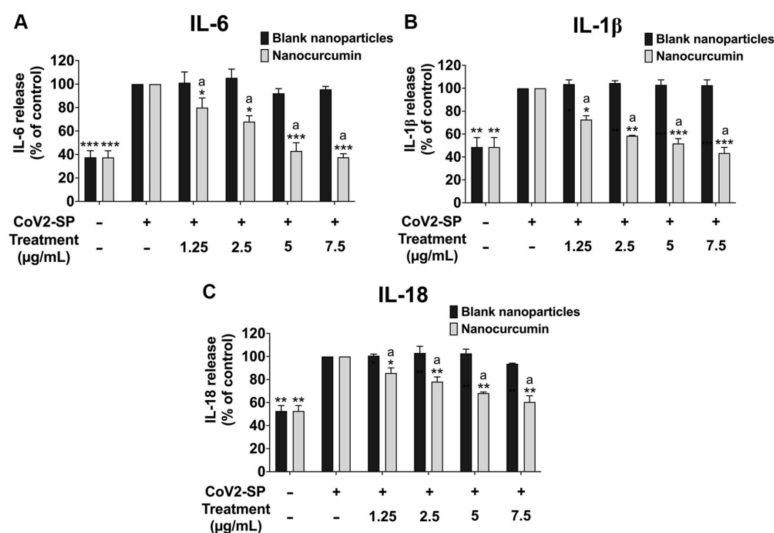 A
IL-6
Blank nanoparticles
Nanocurcumin
IL-6 release
(% of control)
120
100
80
60
40
20
0
*** ***
a
*
a
*
a
***
a
***
CoV2-SP – + + + + +
Treatment
(µg/mL) – – 1.25 2.5 5 7.5
B
IL-1β
Blank nanoparticles
Nanocurcumin
IL-1β release
(% of control)
120
100
80
60
40
20
0
** **
a
*
a
**
a
***
a
***
CoV2-SP – + + + + +
Treatment
(µg/mL) – – 1.25 2.5 5 7.5
C
IL-18
Blank nanoparticles
Nanocurcumin
IL-18 release
(% of control)
120
100
80
60
40
20
0
** **
a
*
a
**
a
**
a
**
CoV2-SP – + + + + +
Treatment
(µg/mL) – – 1.25 2.5 5 7.5